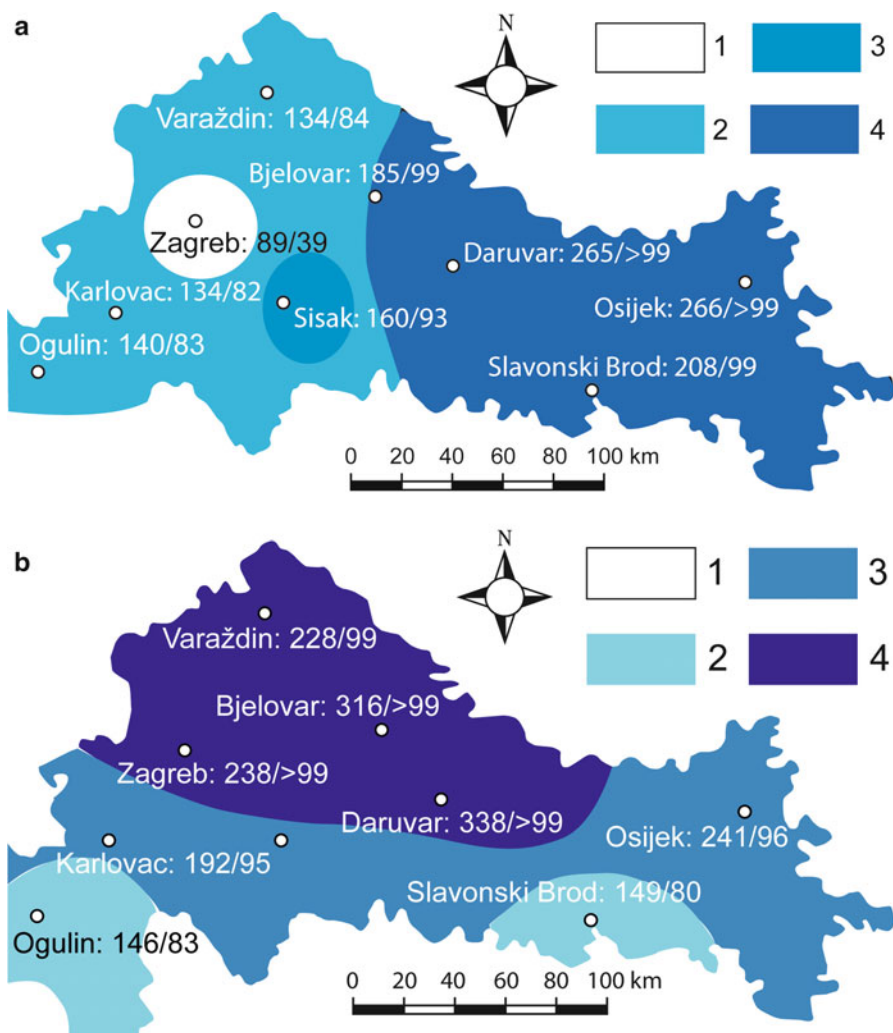 a
N
1
3
2
4
Varaždin: 134/84
Bjelovar: 185/99
Zagreb: 89/39
Daruvar: 265/>99
Karlovac: 134/82
Sisak: 160/93
Osijek: 266/>99
Ogulin: 140/83
Slavonski Brod: 208/99
0 20 40 60 80 100 km
b
N
1
3
2
4
Varaždin: 228/99
Bjelovar: 316/>99
Zagreb: 238/>99
Daruvar: 338/>99
Osijek: 241/96
Karlovac: 192/95
Slavonski Brod: 149/80
Ogulin: 146/83
0 20 40 60 80 100 km